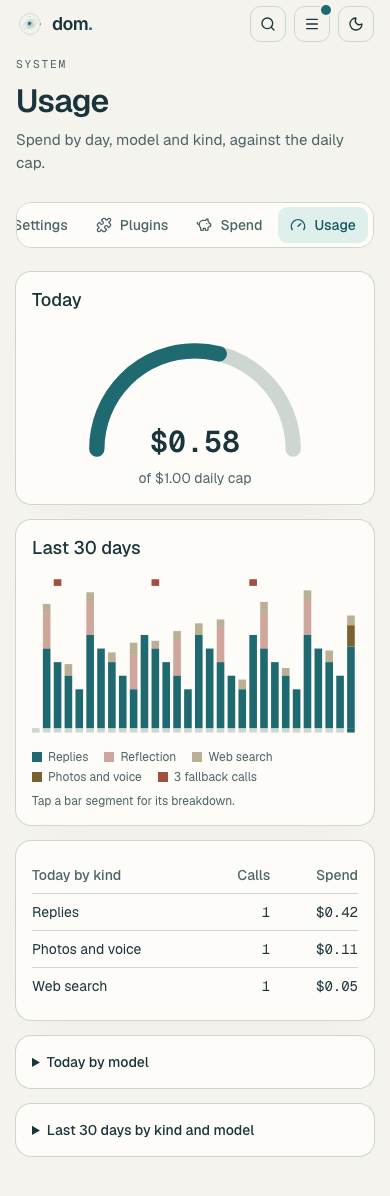 dom.
SYSTEM
Usage
Spend by day, model and kind, against the daily
cap.
Settings Plugins Spend Usage
Today
$0.58
of $1.00 daily cap
Last 30 days
Replies Reflection Web search
Photos and voice 3 fallback calls
Tap a bar segment for its breakdown.
Today by kind Calls Spend
Replies 1 $0.42
Photos and voice 1 $0.11
Web search 1 $0.05
Today by model
Last 30 days by kind and model